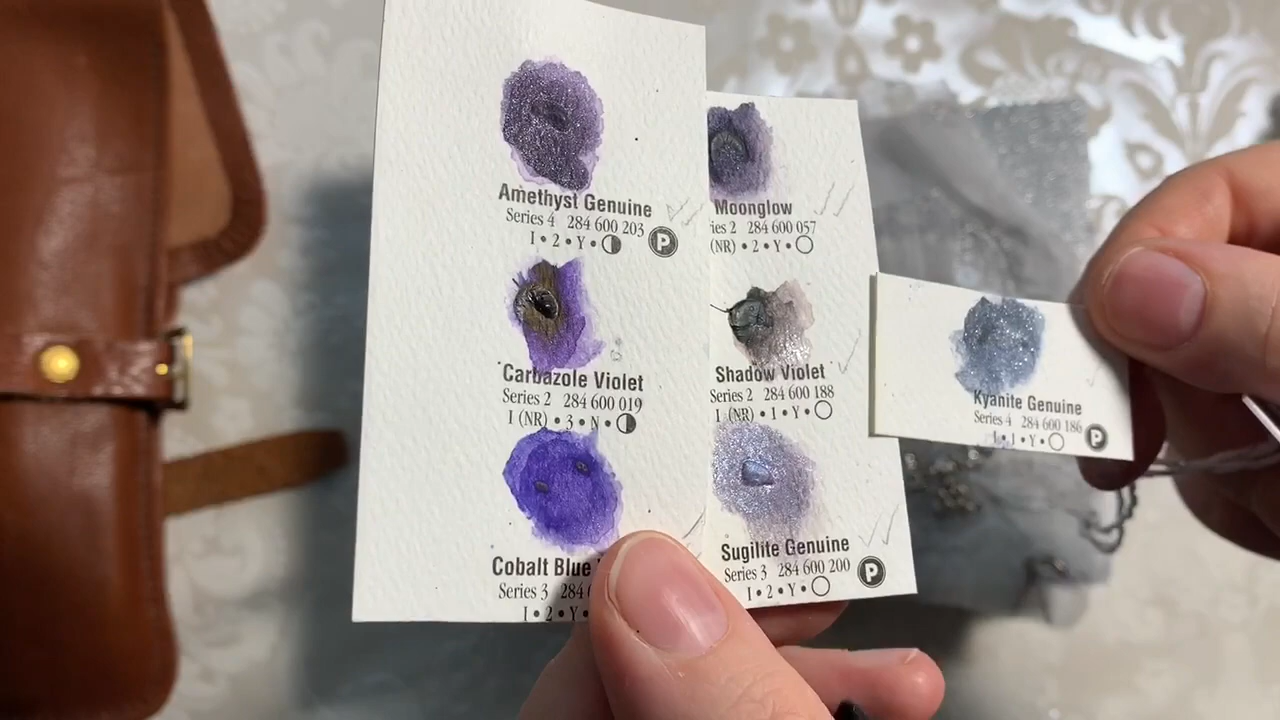 Amethyst Genuine
Series 4 284 600 203
I • 2 • Y •
P
Carbazole Violet
Series 2 284 600 019
I (NR) • 3 • N •
Cobalt Blue
Series 3 284
I • 2 • Y •
Moonglow
ies 2 284 600 057
(NR) • 2 • Y •
Shadow Violet
Series 2 284 600 188
I (NR) • I • Y •
Sugilite Genuine
Series 3 284 600 200
I • 2 • Y •
P
Kyanite Genuine
Series 4 284 600 186
I • I • Y •
P